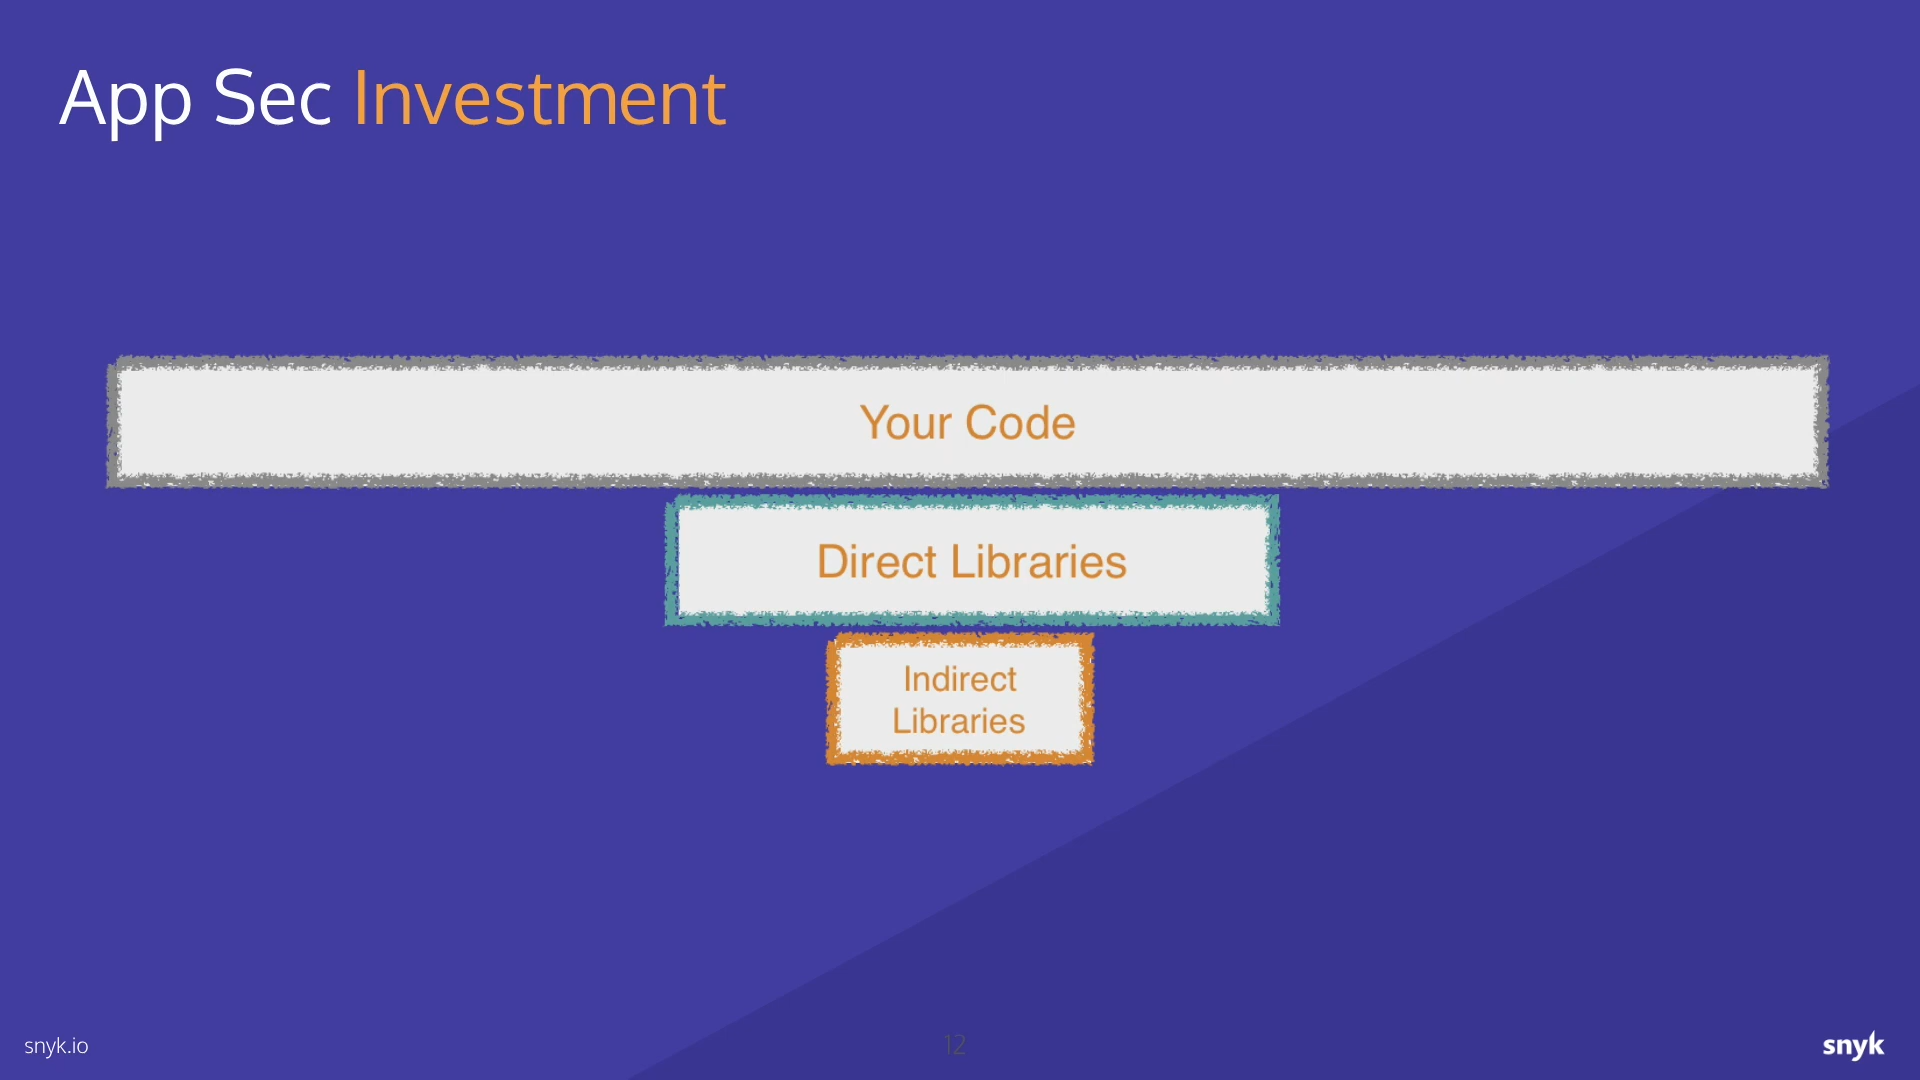 App Sec Investment
Your Code
Direct Libraries
Indirect
Libraries
snyk.io
12
snyk